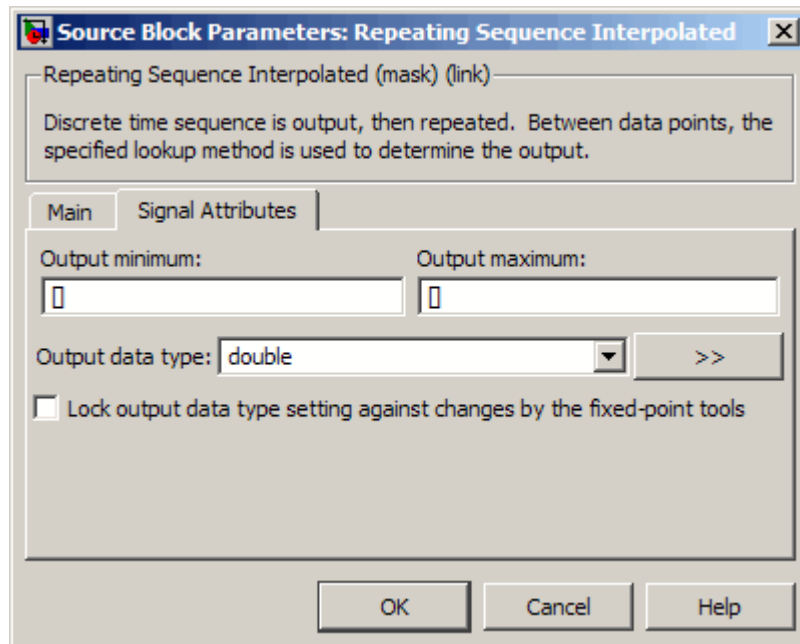 Source Block Parameters: Repeating Sequence Interpolated
Repeating Sequence Interpolated (mask) (link)
Discrete time sequence is output, then repeated. Between data points, the
specified lookup method is used to determine the output.
Main Signal Attributes
Output minimum: Output maximum:
[] []
Output data type: double >>
Lock output data type setting against changes by the fixed-point tools
OK Cancel Help